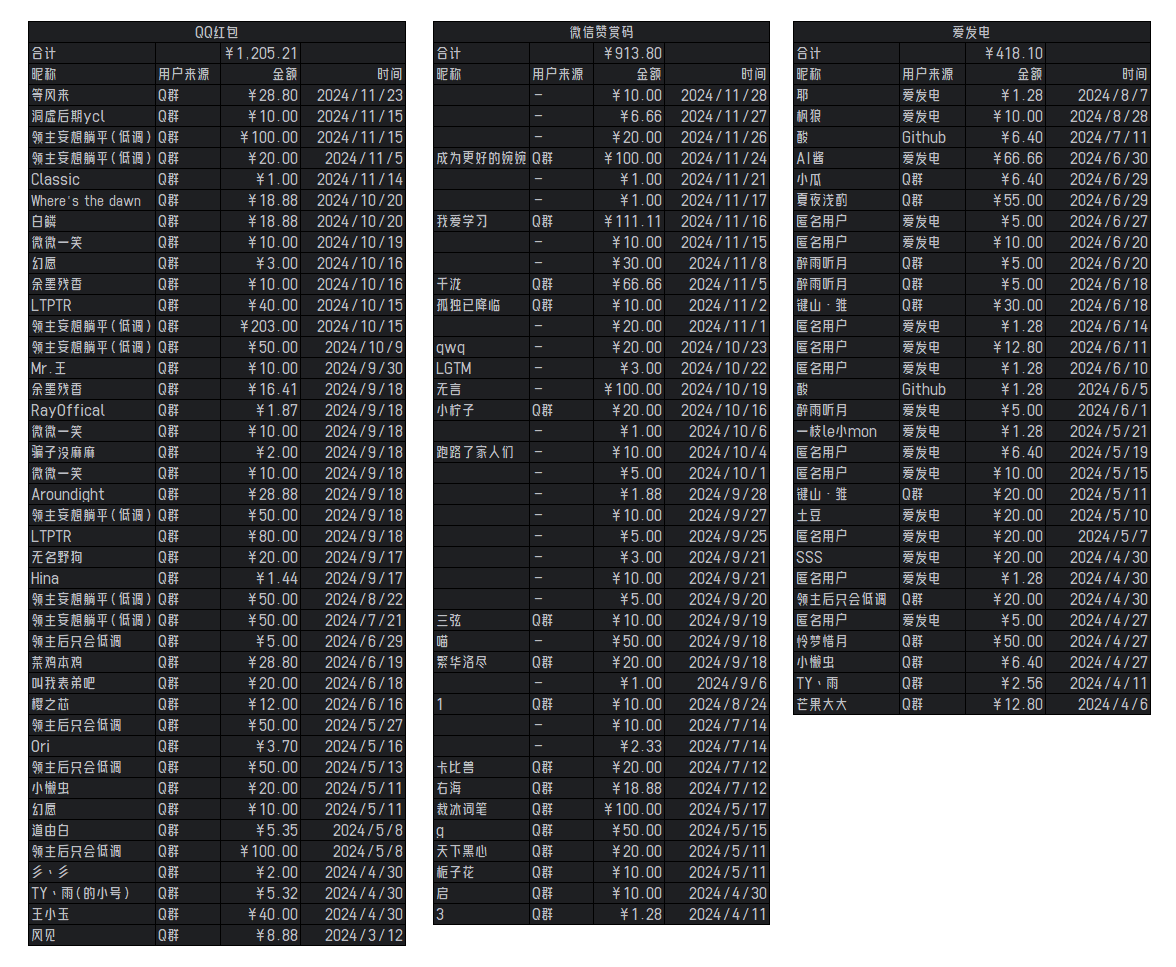 QQ红包
合计 ¥1,205.21
昵称 用户来源 金额 时间
等风来 Q群 ¥28.80 2024/11/23
洞虚后期ycl Q群 ¥10.00 2024/11/15
领主妄想躺平(低调) Q群 ¥100.00 2024/11/15
领主妄想躺平(低调) Q群 ¥20.00 2024/11/5
Classic Q群 ¥1.00 2024/11/14
Where's the dawn Q群 ¥18.88 2024/10/20
白鳞 Q群 ¥18.88 2024/10/20
微微一笑 Q群 ¥10.00 2024/10/19
幻愿 Q群 ¥3.00 2024/10/16
余墨残香 Q群 ¥10.00 2024/10/16
LTPTR Q群 ¥40.00 2024/10/15
领主妄想躺平(低调) Q群 ¥203.00 2024/10/15
领主妄想躺平(低调) Q群 ¥50.00 2024/10/9
Mr.王 Q群 ¥10.00 2024/9/30
余墨残香 Q群 ¥16.41 2024/9/18
RayOffical Q群 ¥1.87 2024/9/18
微微一笑 Q群 ¥10.00 2024/9/18
骗子没麻麻 Q群 ¥2.00 2024/9/18
微微一笑 Q群 ¥10.00 2024/9/18
Aroundight Q群 ¥28.88 2024/9/18
领主妄想躺平(低调) Q群 ¥50.00 2024/9/18
LTPTR Q群 ¥80.00 2024/9/18
无名野狗 Q群 ¥20.00 2024/9/17
Hina Q群 ¥1.44 2024/9/17
领主妄想躺平(低调) Q群 ¥50.00 2024/8/22
领主妄想躺平(低调) Q群 ¥50.00 2024/7/21
领主后只会低调 Q群 ¥5.00 2024/6/29
菜鸡本鸡 Q群 ¥28.80 2024/6/19
叫我表弟吧 Q群 ¥20.00 2024/6/18
樱之芯 Q群 ¥12.00 2024/6/16
领主后只会低调 Q群 ¥50.00 2024/5/27
Ori Q群 ¥3.70 2024/5/16
领主后只会低调 Q群 ¥50.00 2024/5/13
小懒虫 Q群 ¥20.00 2024/5/11
幻愿 Q群 ¥10.00 2024/5/11
道由白 Q群 ¥5.35 2024/5/8
领主后只会低调 Q群 ¥100.00 2024/5/8
彡丶彡 Q群 ¥2.00 2024/4/30
TY丶雨(的小号) Q群 ¥5.32 2024/4/30
王小玉 Q群 ¥40.00 2024/4/30
风见 Q群 ¥8.88 2024/3/12
微信赞赏码
合计 ¥913.80
昵称 用户来源 金额 时间
- ¥10.00 2024/11/28
- ¥6.66 2024/11/27
- ¥20.00 2024/11/26
成为更好的婉婉 Q群 ¥100.00 2024/11/24
- ¥1.00 2024/11/21
- ¥1.00 2024/11/17
我爱学习 Q群 ¥111.11 2024/11/16
- ¥10.00 2024/11/15
- ¥30.00 2024/11/8
干泷 Q群 ¥66.66 2024/11/5
孤独已降临 Q群 ¥10.00 2024/11/2
- ¥20.00 2024/11/1
qwq - ¥20.00 2024/10/23
LGTM - ¥3.00 2024/10/22
无言 - ¥100.00 2024/10/19
小柠子 Q群 ¥20.00 2024/10/16
- ¥1.00 2024/10/6
跑路了家人们 - ¥10.00 2024/10/4
- ¥5.00 2024/10/1
- ¥1.88 2024/9/28
- ¥10.00 2024/9/27
- ¥5.00 2024/9/25
- ¥3.00 2024/9/21
- ¥10.00 2024/9/21
- ¥5.00 2024/9/20
三弦 Q群 ¥10.00 2024/9/19
喵 - ¥50.00 2024/9/18
繁华落尽 Q群 ¥20.00 2024/9/18
- ¥1.00 2024/9/6
1 Q群 ¥10.00 2024/8/24
- ¥10.00 2024/7/14
- ¥2.33 2024/7/14
卡比兽 Q群 ¥20.00 2024/7/12
右海 Q群 ¥18.88 2024/7/12
裁冰词笔 Q群 ¥100.00 2024/5/17
g Q群 ¥50.00 2024/5/15
天下黑心 Q群 ¥20.00 2024/5/11
栀子花 Q群 ¥10.00 2024/5/11
启 Q群 ¥10.00 2024/4/30
3 Q群 ¥1.28 2024/4/11
爱发电
合计 ¥418.10
昵称 用户来源 金额 时间
耶 爱发电 ¥1.28 2024/8/7
枫狼 爱发电 ¥10.00 2024/8/28
酸 Github ¥6.40 2024/7/11
AI酱 爱发电 ¥66.66 2024/6/30
小瓜 Q群 ¥6.40 2024/6/29
夏夜浅酌 Q群 ¥55.00 2024/6/29
匿名用户 爱发电 ¥5.00 2024/6/27
匿名用户 爱发电 ¥10.00 2024/6/20
醉雨听月 Q群 ¥5.00 2024/6/20
醉雨听月 Q群 ¥5.00 2024/6/18
键山·雏 Q群 ¥30.00 2024/6/18
匿名用户 爱发电 ¥1.28 2024/6/14
匿名用户 爱发电 ¥12.80 2024/6/11
匿名用户 爱发电 ¥1.28 2024/6/10
酸 Github ¥1.28 2024/6/5
醉雨听月 爱发电 ¥5.00 2024/6/1
一枝le小mon 爱发电 ¥1.28 2024/5/21
匿名用户 爱发电 ¥6.40 2024/5/19
匿名用户 爱发电 ¥10.00 2024/5/15
键山·雏 Q群 ¥20.00 2024/5/11
土豆 爱发电 ¥20.00 2024/5/10
匿名用户 爱发电 ¥20.00 2024/5/7
SSS 爱发电 ¥20.00 2024/4/30
匿名用户 爱发电 ¥1.28 2024/4/30
领主后只会低调 Q群 ¥20.00 2024/4/30
匿名用户 爱发电 ¥5.00 2024/4/27
怜梦惜月 Q群 ¥50.00 2024/4/27
小懒虫 Q群 ¥6.40 2024/4/27
TY丶雨 Q群 ¥2.56 2024/4/11
芒果大大 Q群 ¥12.80 2024/4/6